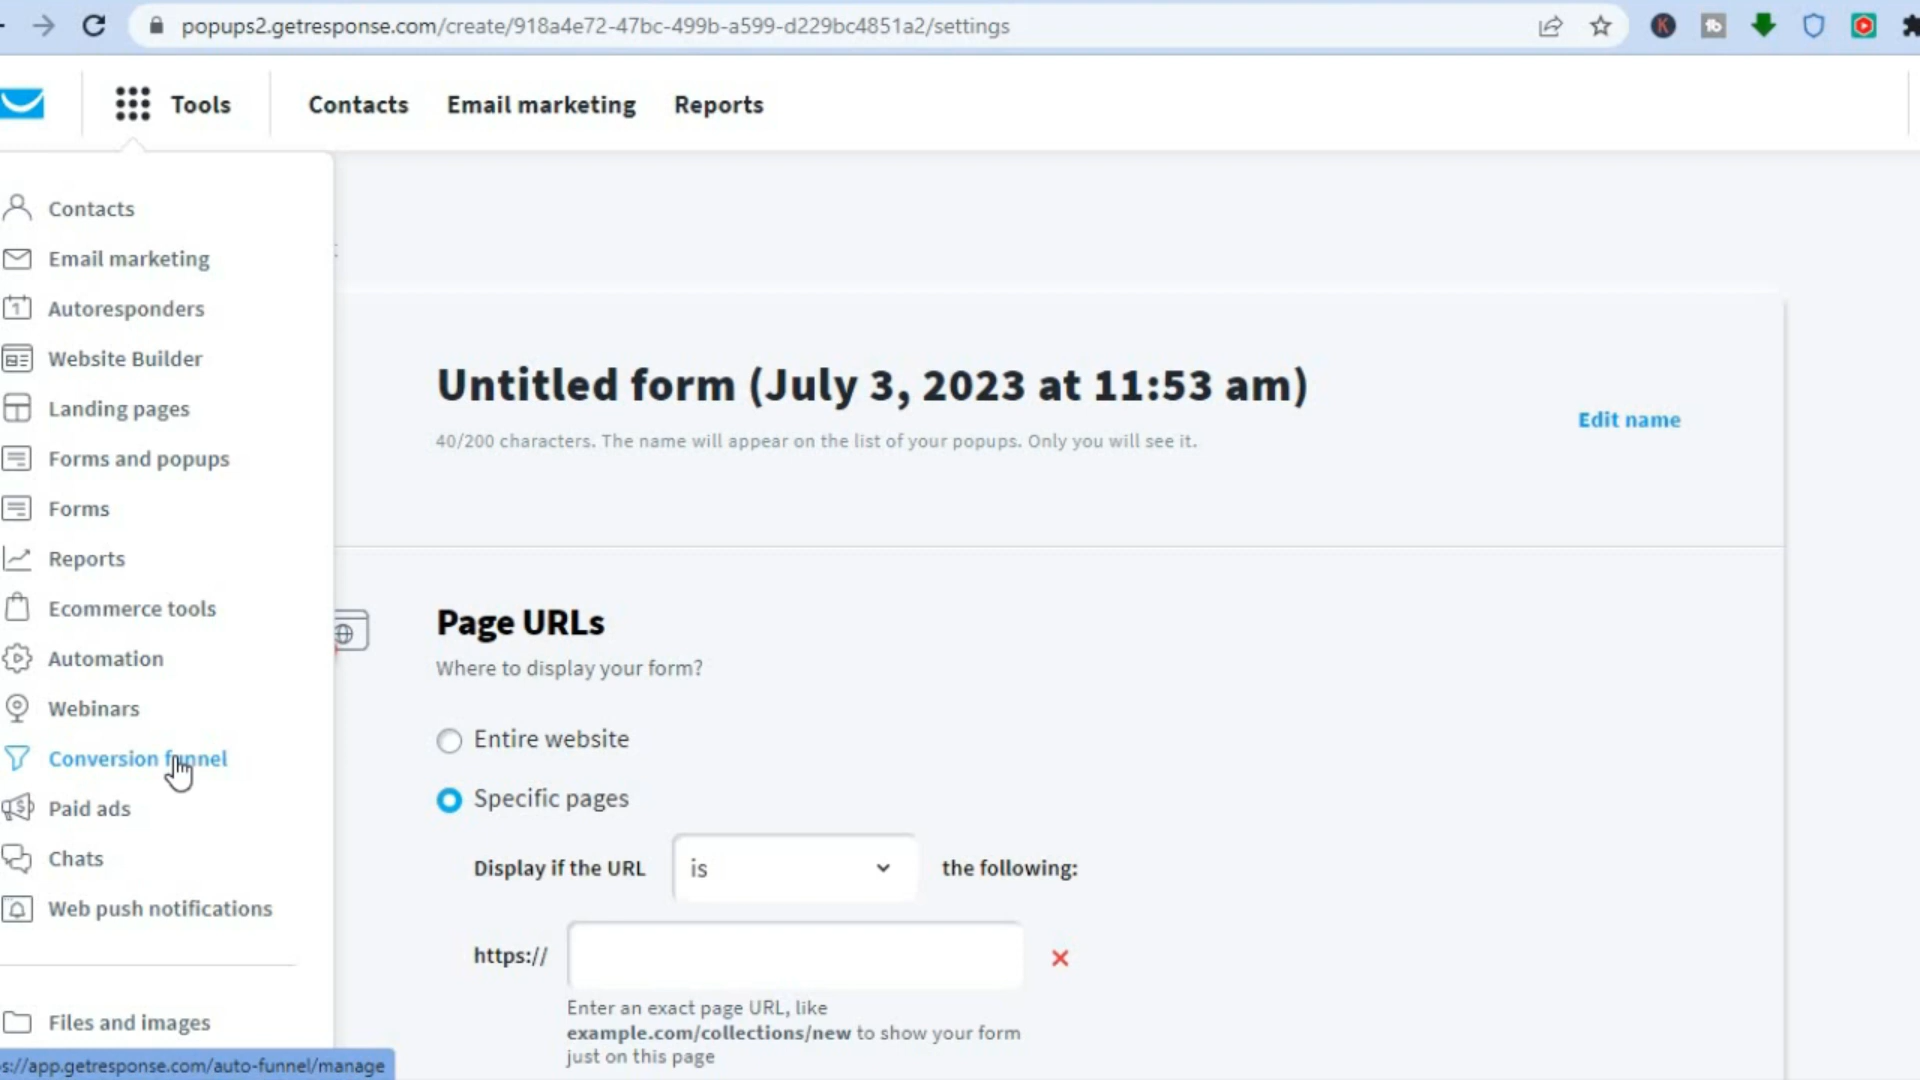 popups2.getresponse.com/create/918a4e72-47bc-499b-a599-d229bc4851a2/settings
Tools
Contacts
Email marketing
Reports
Contacts
Email marketing
Autoresponders
Website Builder
Landing pages
Forms and popups
Forms
Reports
Ecommerce tools
Automation
Webinars
Conversion funnel
Paid ads
Chats
Web push notifications
Files and images
s://app.getresponse.com/auto-funnel/manage
Untitled form (July 3, 2023 at 11:53 am)
40/200 characters. The name will appear on the list of your popups. Only you will see it.
Edit name
Page URLs
Where to display your form?
Entire website
Specific pages
Display if the URL is the following:
https://
Enter an exact page URL, like
example.com/collections/new to show your form
just on this page